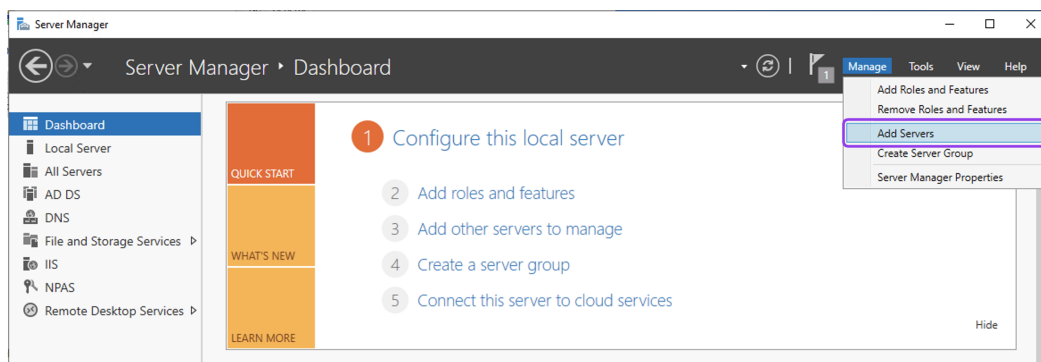 Server Manager
Server Manager • Dashboard
1
Manage
Tools
View
Help
Add Roles and Features
Remove Roles and Features
Add Servers
Create Server Group
Server Manager Properties
Dashboard
Local Server
All Servers
AD DS
DNS
File and Storage Services
IIS
NPAS
Remote Desktop Services
QUICK START
WHAT'S NEW
LEARN MORE
1 Configure this local server
2 Add roles and features
3 Add other servers to manage
4 Create a server group
5 Connect this server to cloud services
Hide